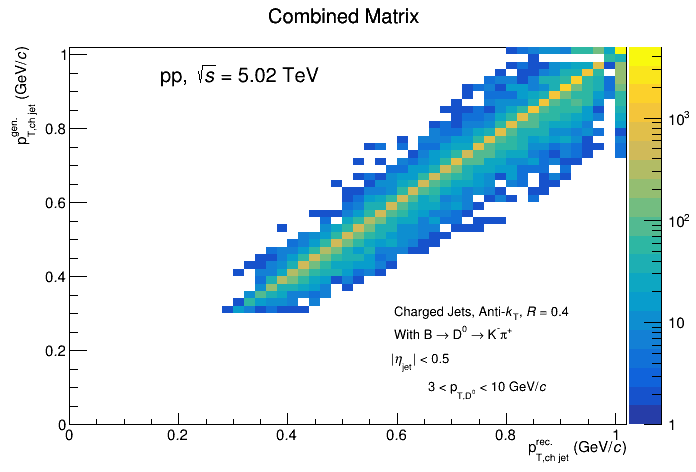 Combined Matrix
p^gen._T,ch jet (GeV/c)
1
0.8
0.6
0.4
0.2
0
pp, √s = 5.02 TeV
Charged Jets, Anti-k_T, R = 0.4
With B → D^0 → K^-π^+
|η_jet| < 0.5
3 < p_T,D^0 < 10 GeV/c
0 0.2 0.4 0.6 0.8 1
p^rec._T,ch jet (GeV/c)
10^3
10^2
10
1